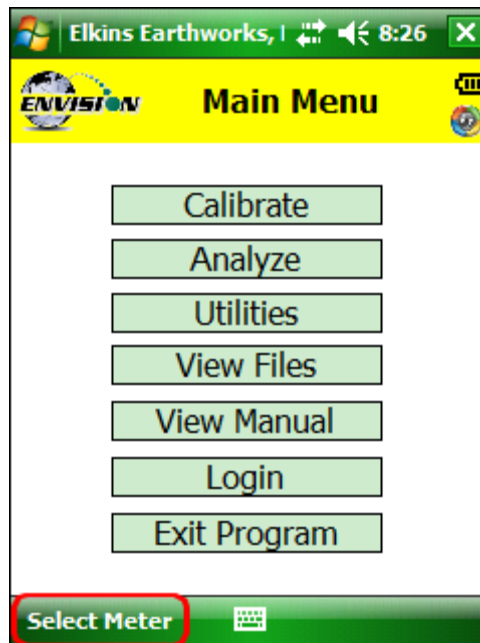 Elkins Earthworks, l 8:26
ENVISION
Main Menu
Calibrate
Analyze
Utilities
View Files
View Manual
Login
Exit Program
Select Meter